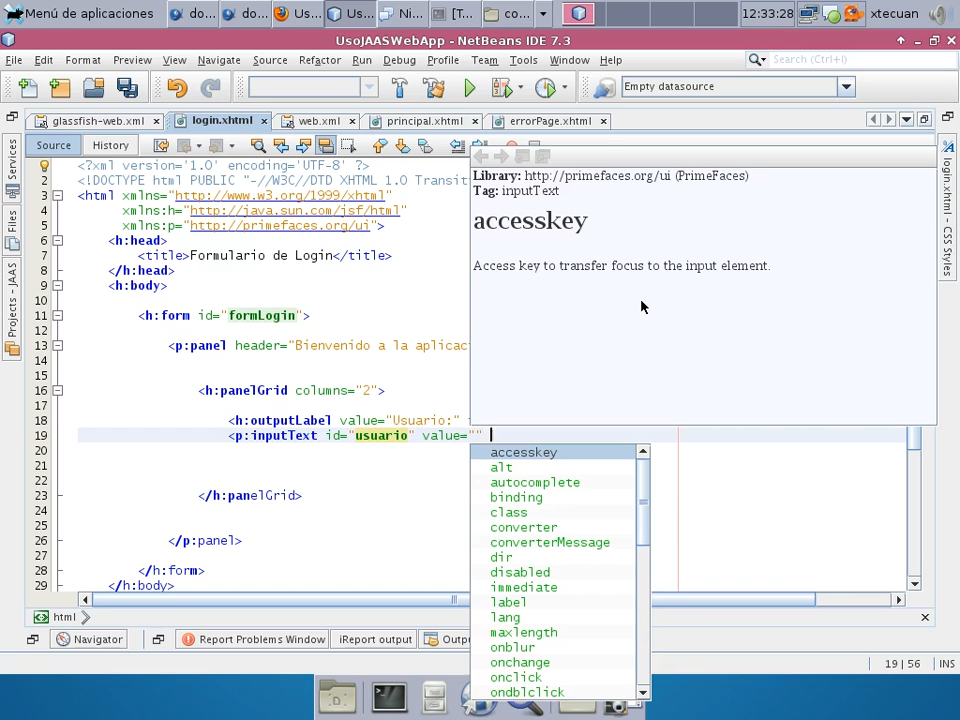 Menú de aplicaciones do... do... Us... Us... Ni... [T... co... 12:33:28 xtecuan
UsoJAASWebApp - NetBeans IDE 7.3
File Edit Format Preview View Navigate Source Refactor Run Debug Profile Team Tools Window Help Search (Ctrl+I)
Empty datasource
glassfish-web.xml login.xhtml web.xml principal.xhtml errorPage.xhtml
Source History
Services
Files
Projects - JAAS
login.xhtml - CSS Styles
<?xml version='1.0' encoding='UTF-8' ?>
2 <!DOCTYPE html PUBLIC "-//W3C//DTD XHTML 1.0 Transit
3 <html xmlns="http://www.w3.org/1999/xhtml"
4 xmlns:h="http://java.sun.com/jsf/html"
5 xmlns:p="http://primefaces.org/ui">
6 <h:head>
7 <title>Formulario de Login</title>
8 </h:head>
9 <h:body>
10
11 <h:form id="formLogin">
12
13 <p:panel header="Bienvenido a la aplicac
14
15
16 <h:panelGrid columns="2">
17
18 <h:outputLabel value="Usuario:"
19 <p:inputText id="usuario" value=""
20
21
22
23 </h:panelGrid>
24
25
26 </p:panel>
27
28 </h:form>
29 </h:body>
Library: http://primefaces.org/ui (PrimeFaces)
Tag: inputText
accesskey
Access key to transfer focus to the input element.
accesskey
alt
autocomplete
binding
class
converter
converterMessage
dir
disabled
immediate
label
lang
maxlength
onblur
onchange
onclick
ondblclick
html
Navigator Report Problems Window iReport output Outp
19 | 56 INS